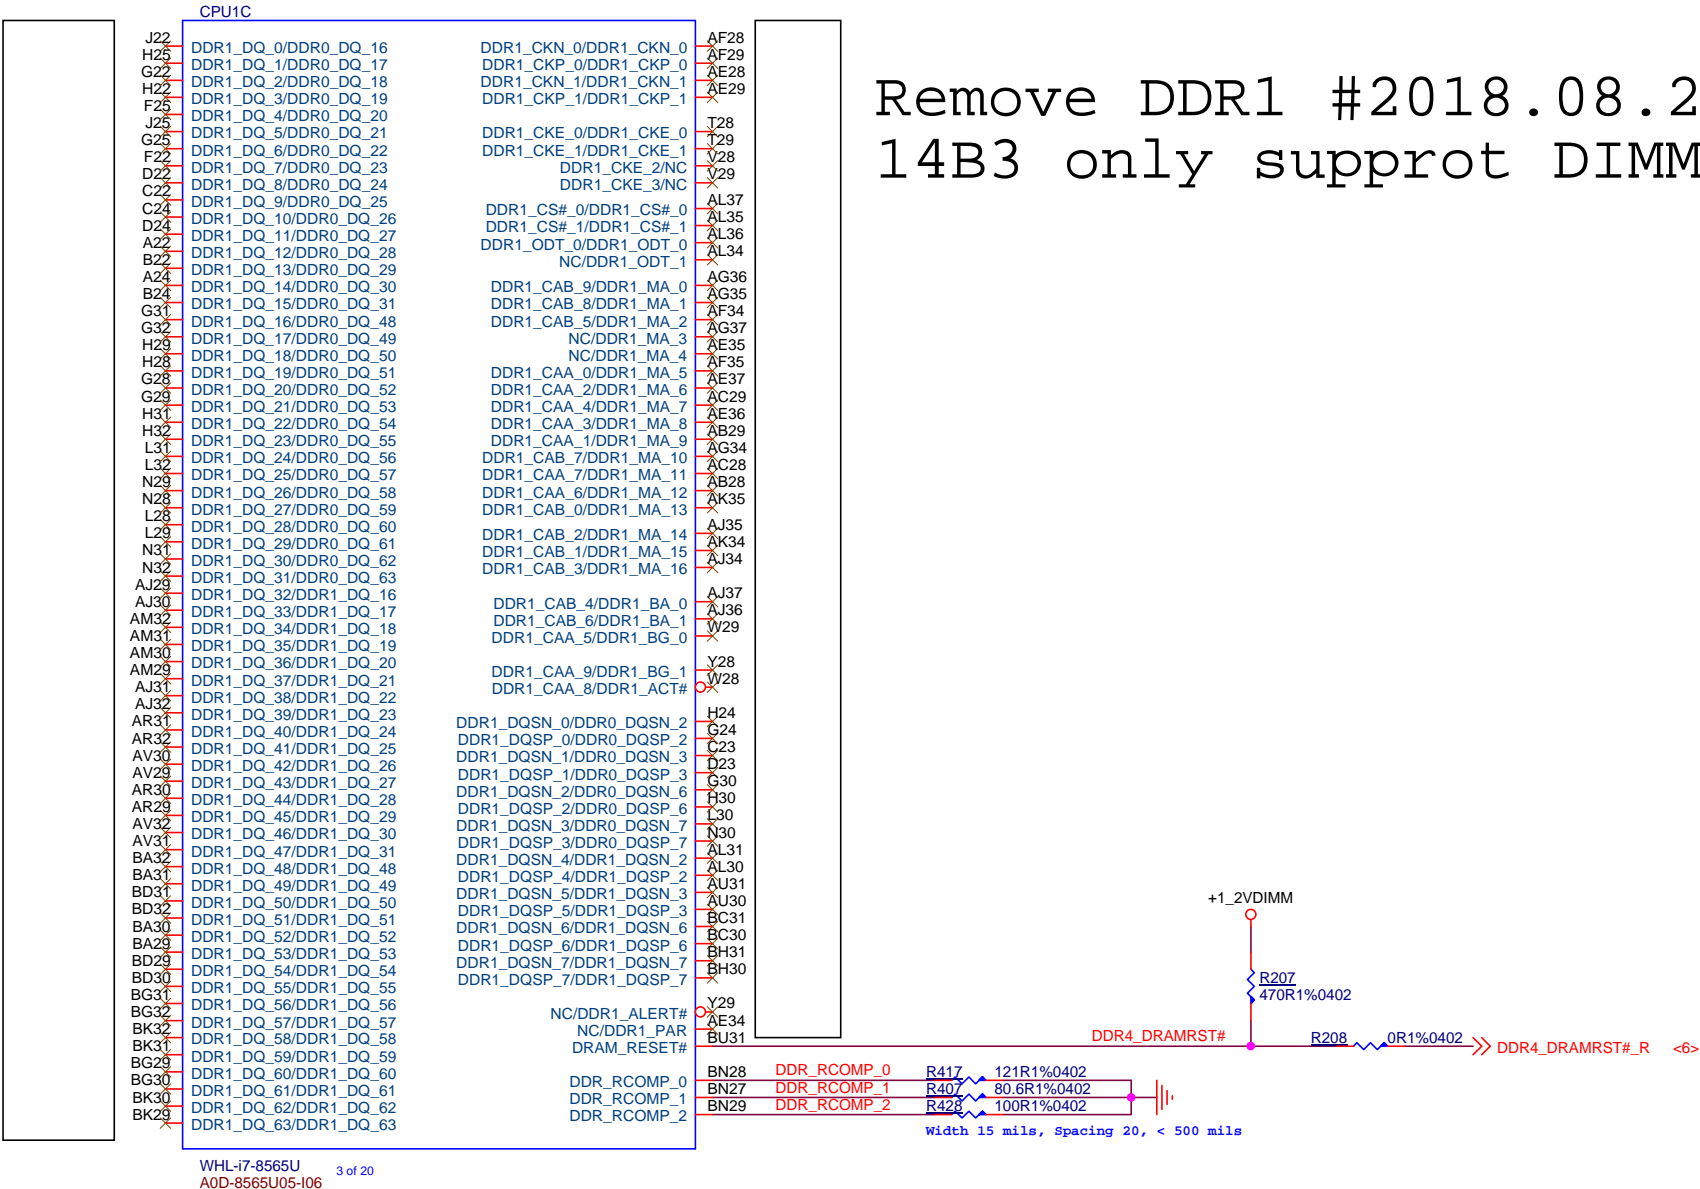 CPU1C
Remove DDR1 #2018.08.2
14B3 only supprot DIMM
J22 DDR1_DQ_0/DDR0_DQ_16
H25 DDR1_DQ_1/DDR0_DQ_17
G22 DDR1_DQ_2/DDR0_DQ_18
H22 DDR1_DQ_3/DDR0_DQ_19
F25 DDR1_DQ_4/DDR0_DQ_20
J25 DDR1_DQ_5/DDR0_DQ_21
G25 DDR1_DQ_6/DDR0_DQ_22
F22 DDR1_DQ_7/DDR0_DQ_23
D22 DDR1_DQ_8/DDR0_DQ_24
C22 DDR1_DQ_9/DDR0_DQ_25
C24 DDR1_DQ_10/DDR0_DQ_26
D24 DDR1_DQ_11/DDR0_DQ_27
A22 DDR1_DQ_12/DDR0_DQ_28
B22 DDR1_DQ_13/DDR0_DQ_29
A24 DDR1_DQ_14/DDR0_DQ_30
B24 DDR1_DQ_15/DDR0_DQ_31
G31 DDR1_DQ_16/DDR0_DQ_48
G32 DDR1_DQ_17/DDR0_DQ_49
H29 DDR1_DQ_18/DDR0_DQ_50
H28 DDR1_DQ_19/DDR0_DQ_51
G28 DDR1_DQ_20/DDR0_DQ_52
G29 DDR1_DQ_21/DDR0_DQ_53
H31 DDR1_DQ_22/DDR0_DQ_54
H32 DDR1_DQ_23/DDR0_DQ_55
L31 DDR1_DQ_24/DDR0_DQ_56
L32 DDR1_DQ_25/DDR0_DQ_57
N29 DDR1_DQ_26/DDR0_DQ_58
N28 DDR1_DQ_27/DDR0_DQ_59
L28 DDR1_DQ_28/DDR0_DQ_60
L29 DDR1_DQ_29/DDR0_DQ_61
N31 DDR1_DQ_30/DDR0_DQ_62
N32 DDR1_DQ_31/DDR0_DQ_63
AJ29 DDR1_DQ_32/DDR1_DQ_16
AJ30 DDR1_DQ_33/DDR1_DQ_17
AM32 DDR1_DQ_34/DDR1_DQ_18
AM31 DDR1_DQ_35/DDR1_DQ_19
AM30 DDR1_DQ_36/DDR1_DQ_20
AM29 DDR1_DQ_37/DDR1_DQ_21
AJ31 DDR1_DQ_38/DDR1_DQ_22
AJ32 DDR1_DQ_39/DDR1_DQ_23
AR31 DDR1_DQ_40/DDR1_DQ_24
AR32 DDR1_DQ_41/DDR1_DQ_25
AV30 DDR1_DQ_42/DDR1_DQ_26
AV29 DDR1_DQ_43/DDR1_DQ_27
AR30 DDR1_DQ_44/DDR1_DQ_28
AR29 DDR1_DQ_45/DDR1_DQ_29
AV32 DDR1_DQ_46/DDR1_DQ_30
AV31 DDR1_DQ_47/DDR1_DQ_31
BA32 DDR1_DQ_48/DDR1_DQ_48
BA31 DDR1_DQ_49/DDR1_DQ_49
BD31 DDR1_DQ_50/DDR1_DQ_50
BD32 DDR1_DQ_51/DDR1_DQ_51
BA30 DDR1_DQ_52/DDR1_DQ_52
BA29 DDR1_DQ_53/DDR1_DQ_53
BD29 DDR1_DQ_54/DDR1_DQ_54
BD30 DDR1_DQ_55/DDR1_DQ_55
BG31 DDR1_DQ_56/DDR1_DQ_56
BG32 DDR1_DQ_57/DDR1_DQ_57
BK32 DDR1_DQ_58/DDR1_DQ_58
BK31 DDR1_DQ_59/DDR1_DQ_59
BG29 DDR1_DQ_60/DDR1_DQ_60
BG30 DDR1_DQ_61/DDR1_DQ_61
BK30 DDR1_DQ_62/DDR1_DQ_62
BK29 DDR1_DQ_63/DDR1_DQ_63
DDR1_CKN_0/DDR1_CKN_0 AF28
DDR1_CKP_0/DDR1_CKP_0 AF29
DDR1_CKN_1/DDR1_CKN_1 AE28
DDR1_CKP_1/DDR1_CKP_1 AE29
DDR1_CKE_0/DDR1_CKE_0 T28
DDR1_CKE_1/DDR1_CKE_1 T29
DDR1_CKE_2/NC V28
DDR1_CKE_3/NC V29
DDR1_CS#_0/DDR1_CS#_0 AL37
DDR1_CS#_1/DDR1_CS#_1 AL35
DDR1_ODT_0/DDR1_ODT_0 AL36
NC/DDR1_ODT_1 AL34
DDR1_CAB_9/DDR1_MA_0 AG36
DDR1_CAB_8/DDR1_MA_1 AG35
DDR1_CAB_5/DDR1_MA_2 AF34
NC/DDR1_MA_3 AG37
NC/DDR1_MA_4 AE35
DDR1_CAA_0/DDR1_MA_5 AF35
DDR1_CAA_2/DDR1_MA_6 AE37
DDR1_CAA_4/DDR1_MA_7 AC29
DDR1_CAA_3/DDR1_MA_8 AE36
DDR1_CAA_1/DDR1_MA_9 AB29
DDR1_CAB_7/DDR1_MA_10 AG34
DDR1_CAA_7/DDR1_MA_11 AC28
DDR1_CAA_6/DDR1_MA_12 AB28
DDR1_CAB_0/DDR1_MA_13 AK35
DDR1_CAB_2/DDR1_MA_14 AJ35
DDR1_CAB_1/DDR1_MA_15 AK34
DDR1_CAB_3/DDR1_MA_16 AJ34
DDR1_CAB_4/DDR1_BA_0 AJ37
DDR1_CAB_6/DDR1_BA_1 AJ36
DDR1_CAA_5/DDR1_BG_0 W29
DDR1_CAA_9/DDR1_BG_1 Y28
DDR1_CAA_8/DDR1_ACT# W28
DDR1_DQSN_0/DDR0_DQSN_2 H24
DDR1_DQSP_0/DDR0_DQSP_2 G24
DDR1_DQSN_1/DDR0_DQSN_3 C23
DDR1_DQSP_1/DDR0_DQSP_3 D23
DDR1_DQSN_2/DDR0_DQSN_6 G30
DDR1_DQSP_2/DDR0_DQSP_6 H30
DDR1_DQSN_3/DDR0_DQSN_7 L30
DDR1_DQSP_3/DDR0_DQSP_7 N30
DDR1_DQSN_4/DDR1_DQSN_2 AL31
DDR1_DQSP_4/DDR1_DQSP_2 AL30
DDR1_DQSN_5/DDR1_DQSN_3 AU31
DDR1_DQSP_5/DDR1_DQSP_3 AU30
DDR1_DQSN_6/DDR1_DQSN_6 BC31
DDR1_DQSP_6/DDR1_DQSP_6 BC30
DDR1_DQSN_7/DDR1_DQSN_7 BH31
DDR1_DQSP_7/DDR1_DQSP_7 BH30
NC/DDR1_ALERT# Y29
NC/DDR1_PAR AE34
DRAM_RESET# BU31
DDR_RCOMP_0 BN28 DDR_RCOMP_0 R417 121R1%0402
DDR_RCOMP_1 BN27 DDR_RCOMP_1 R407 80.6R1%0402
DDR_RCOMP_2 BN29 DDR_RCOMP_2 R428 100R1%0402
Width 15 mils, Spacing 20, < 500 mils
+1_2VDIMM
R207
470R1%0402
DDR4_DRAMRST# R208 0R1%0402 DDR4_DRAMRST#_R <6>
WHL-i7-8565U
A0D-8565U05-I06
3 of 20